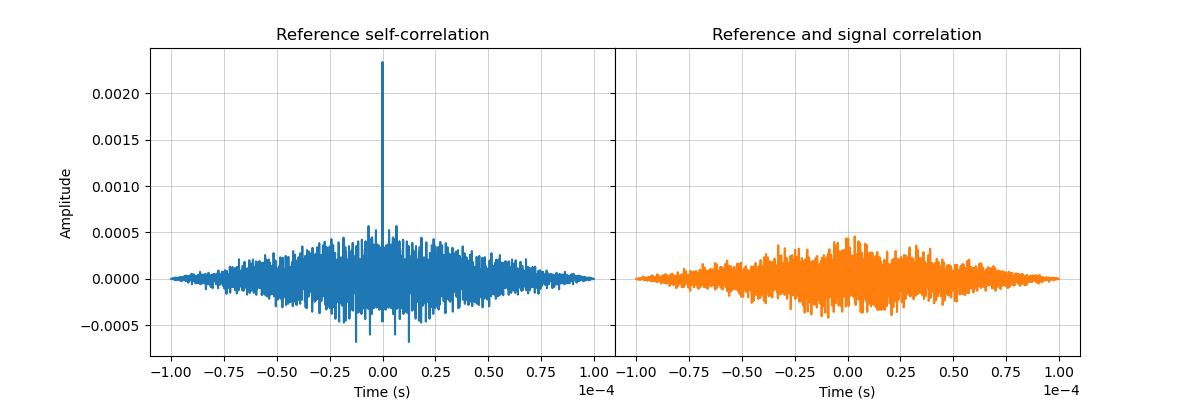 Reference self-correlation
Reference and signal correlation
0.0020
0.0015
0.0010
0.0005
0.0000
−0.0005
Amplitude
−1.00 −0.75 −0.50 −0.25 0.00 0.25 0.50 0.75 1.00
1e−4
Time (s)
−1.00 −0.75 −0.50 −0.25 0.00 0.25 0.50 0.75 1.00
1e−4
Time (s)